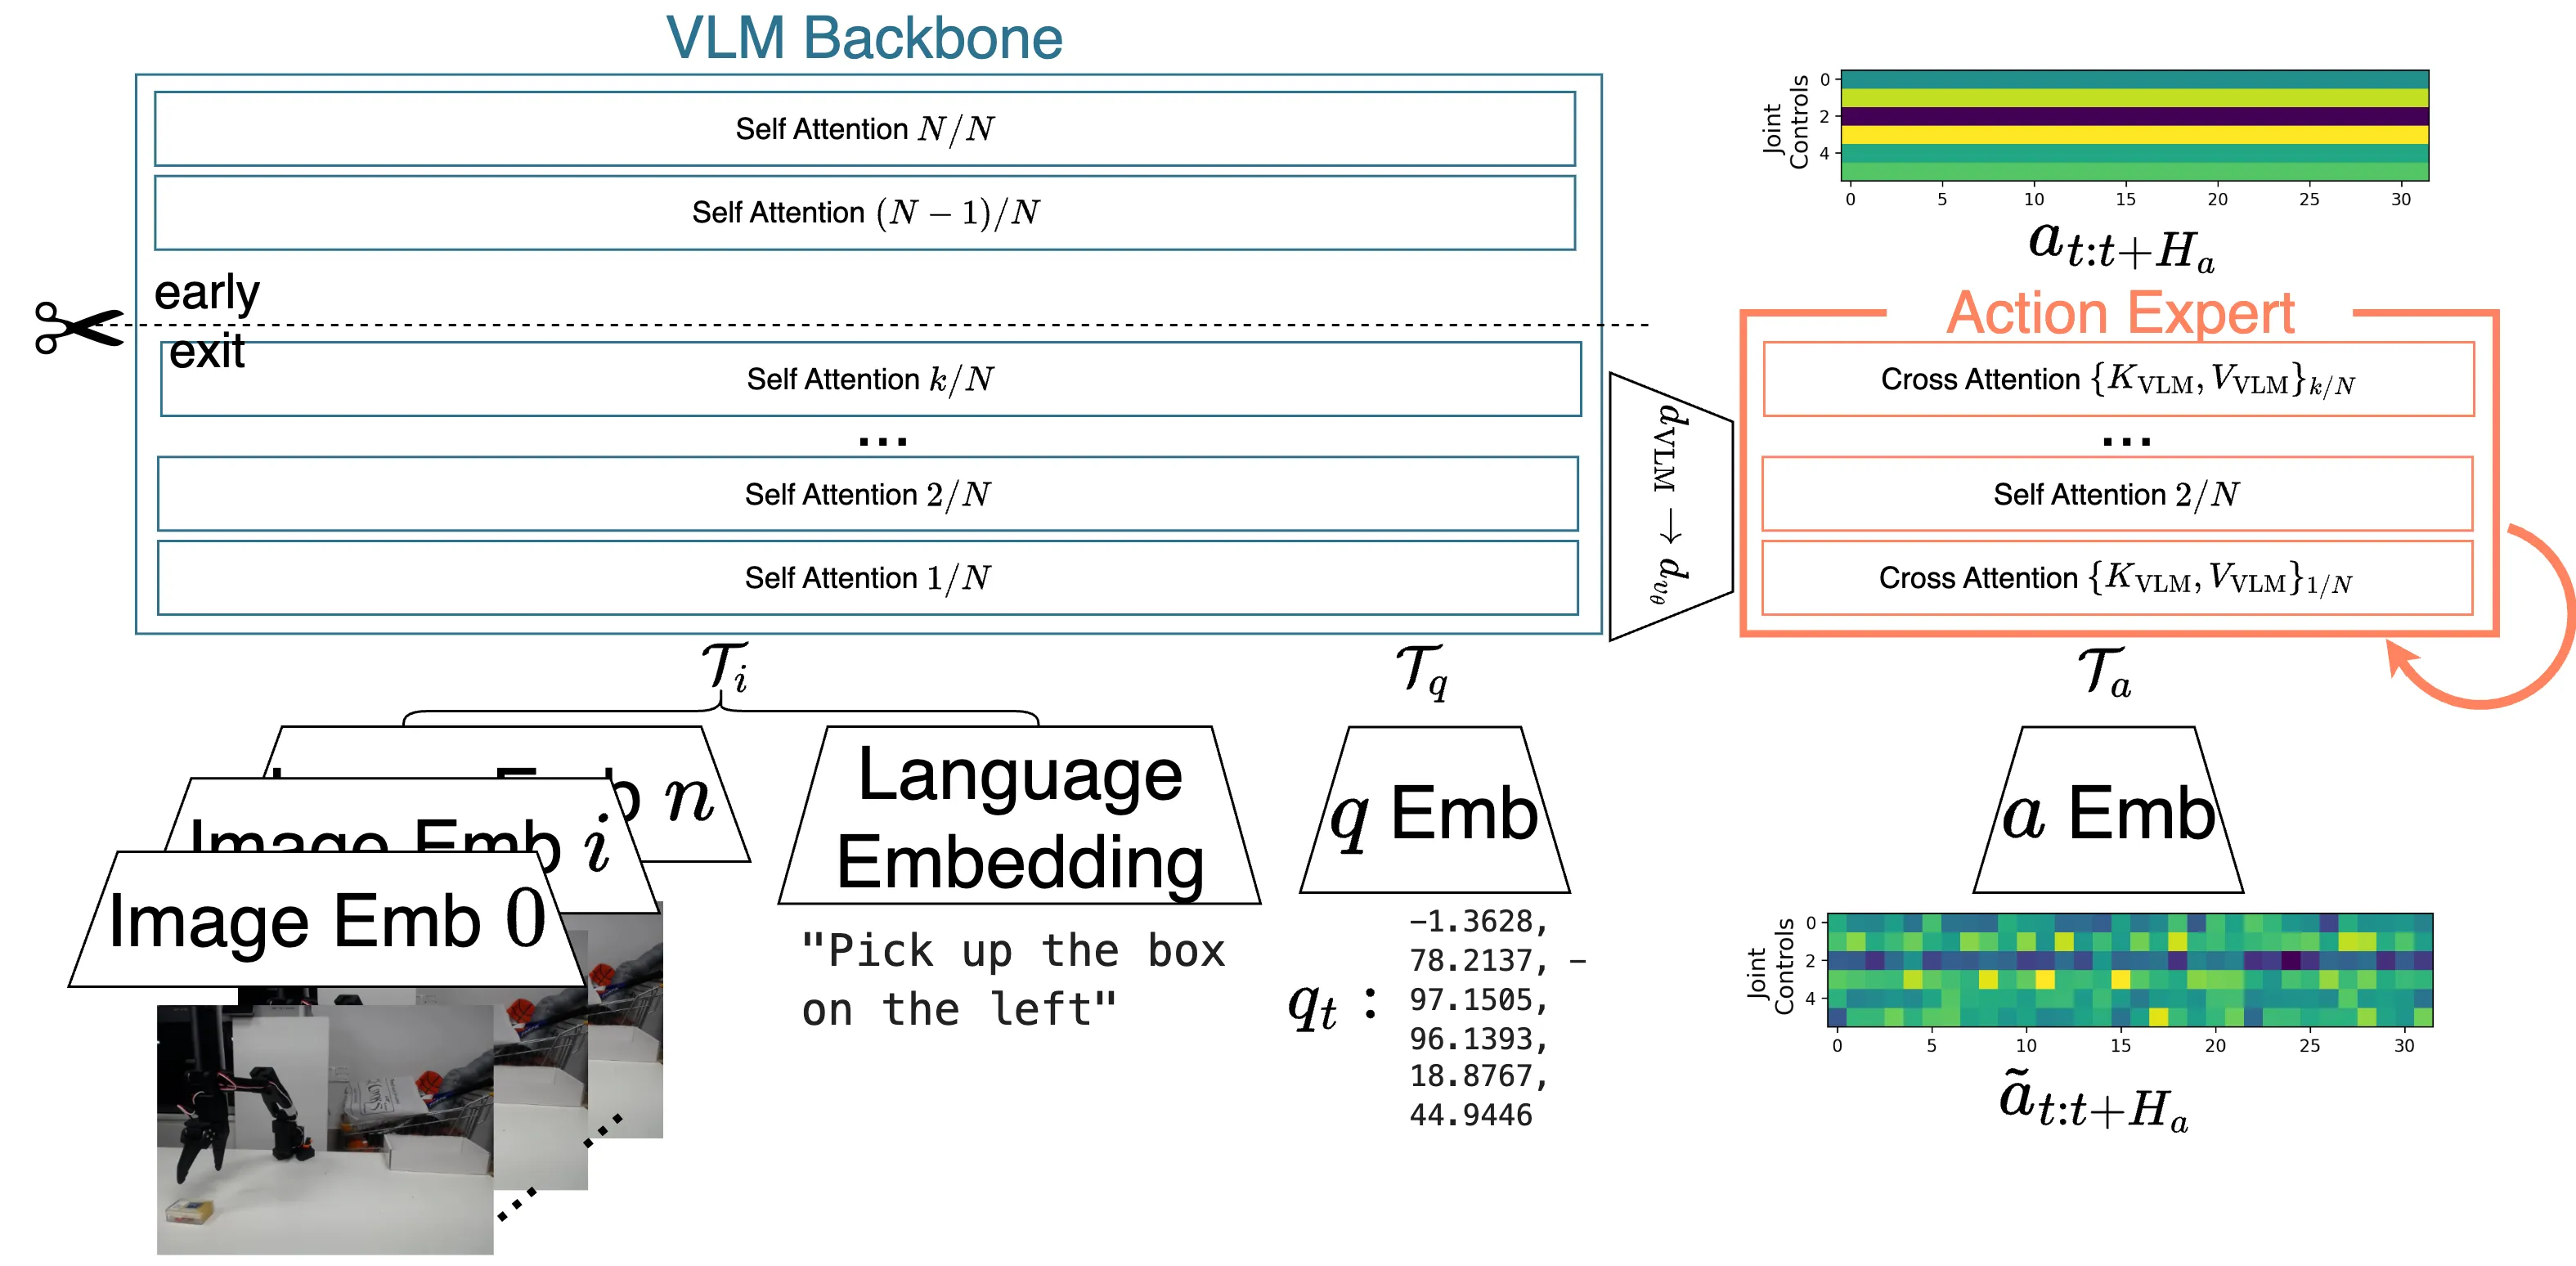 VLM Backbone
Self Attention N/N
Self Attention (N − 1)/N
early
exit
Self Attention k/N
...
Self Attention 2/N
Self Attention 1/N
d_VLM → d_{v_θ}
Joint
Controls
0
2
4
0 5 10 15 20 25 30
a_{t:t+H_a}
Action Expert
Cross Attention {K_VLM, V_VLM}_{k/N}
...
Self Attention 2/N
Cross Attention {K_VLM, V_VLM}_{1/N}
𝒯_i
𝒯_q
𝒯_a
n
Image Emb i
Image Emb 0
Language
Embedding
q Emb
a Emb
"Pick up the box
on the left"
q_t :
−1.3628,
78.2137, −
97.1505,
96.1393,
18.8767,
44.9446
Joint
Controls
0
2
4
0 5 10 15 20 25 30
ã_{t:t+H_a}